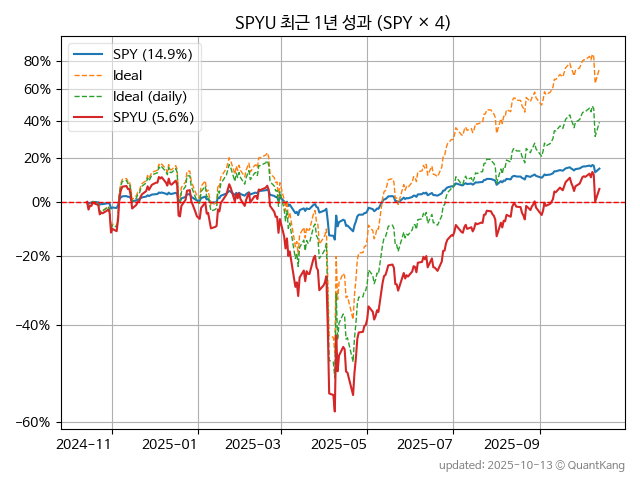 SPYU 최근 1년 성과 (SPY × 4)
SPY (14.9%)
Ideal
Ideal (daily)
SPYU (5.6%)
80%
60%
40%
20%
0%
−20%
−40%
−60%
2024-11 2025-01 2025-03 2025-05 2025-07 2025-09
updated: 2025-10-13 © QuantKang